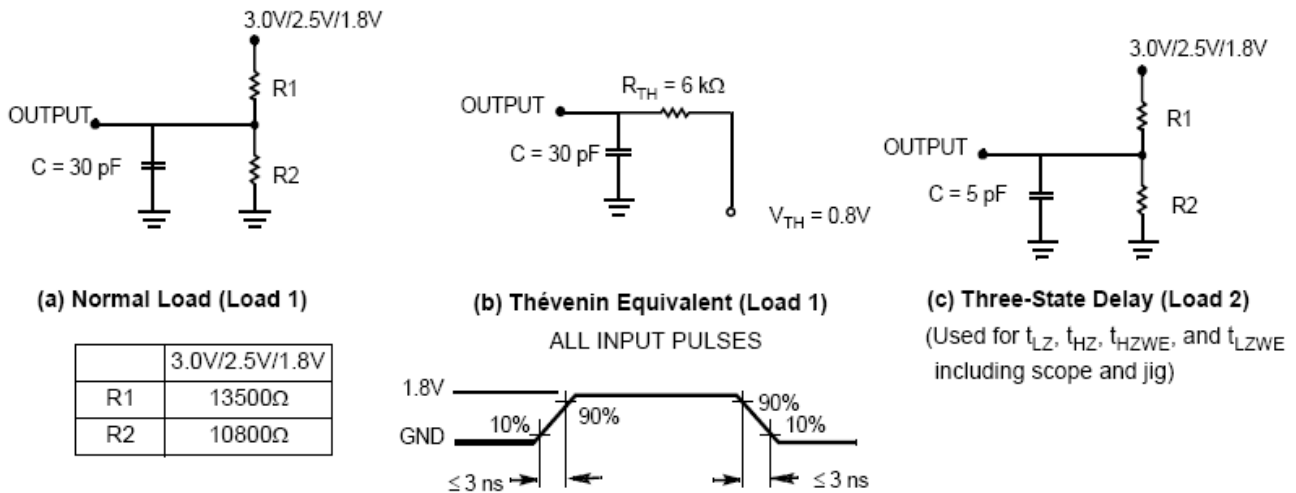 3.0V/2.5V/1.8V
R1
OUTPUT
C = 30 pF
R2
(a) Normal Load (Load 1)
3.0V/2.5V/1.8V
R1 13500Ω
R2 10800Ω
R_TH = 6 kΩ
OUTPUT
C = 30 pF
V_TH = 0.8V
(b) Thévenin Equivalent (Load 1)
ALL INPUT PULSES
1.8V
GND
10%
90%
90%
10%
≤ 3 ns
≤ 3 ns
3.0V/2.5V/1.8V
R1
OUTPUT
C = 5 pF
R2
(c) Three-State Delay (Load 2)
(Used for t_LZ, t_HZ, t_HZWE, and t_LZWE
including scope and jig)